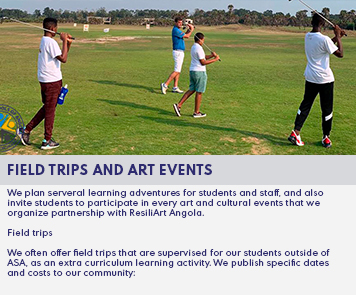 FIELD TRIPS AND ART EVENTS
We plan serveral learning adventures for students and staff, and also
invite students to participate in every art and cultural events that we
organize partnership with ResiliArt Angola.
Field trips
We often offer field trips that are supervised for our students outside of
ASA, as an extra curriculum learning activity. We publish specific dates
and costs to our community: